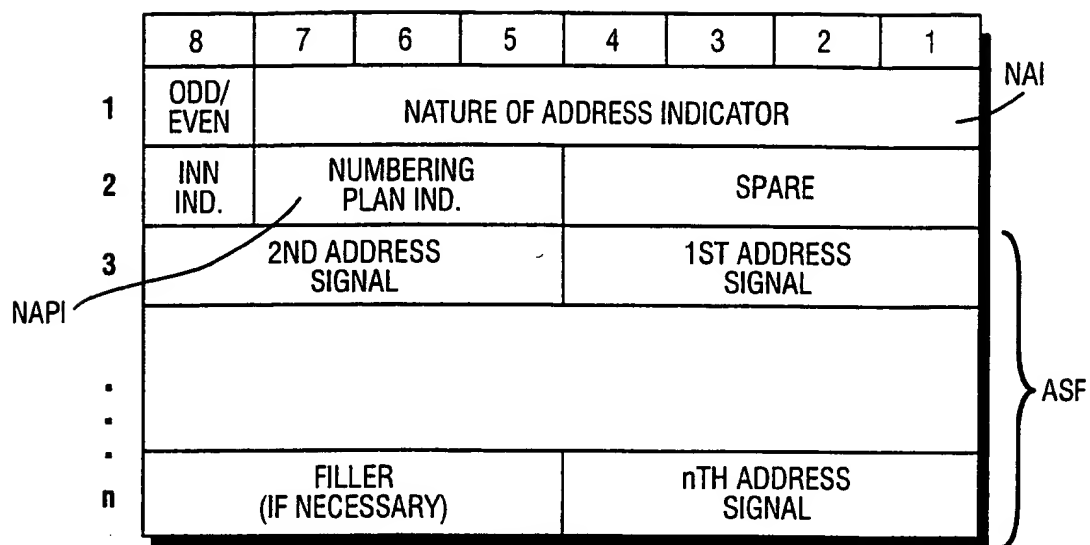 8 7 6 5 4 3 2 1
NAI
1 ODD/ EVEN NATURE OF ADDRESS INDICATOR
2 INN IND. NUMBERING PLAN IND. SPARE
3 2ND ADDRESS SIGNAL 1ST ADDRESS SIGNAL
NAPI
ASF
n FILLER (IF NECESSARY) nTH ADDRESS SIGNAL